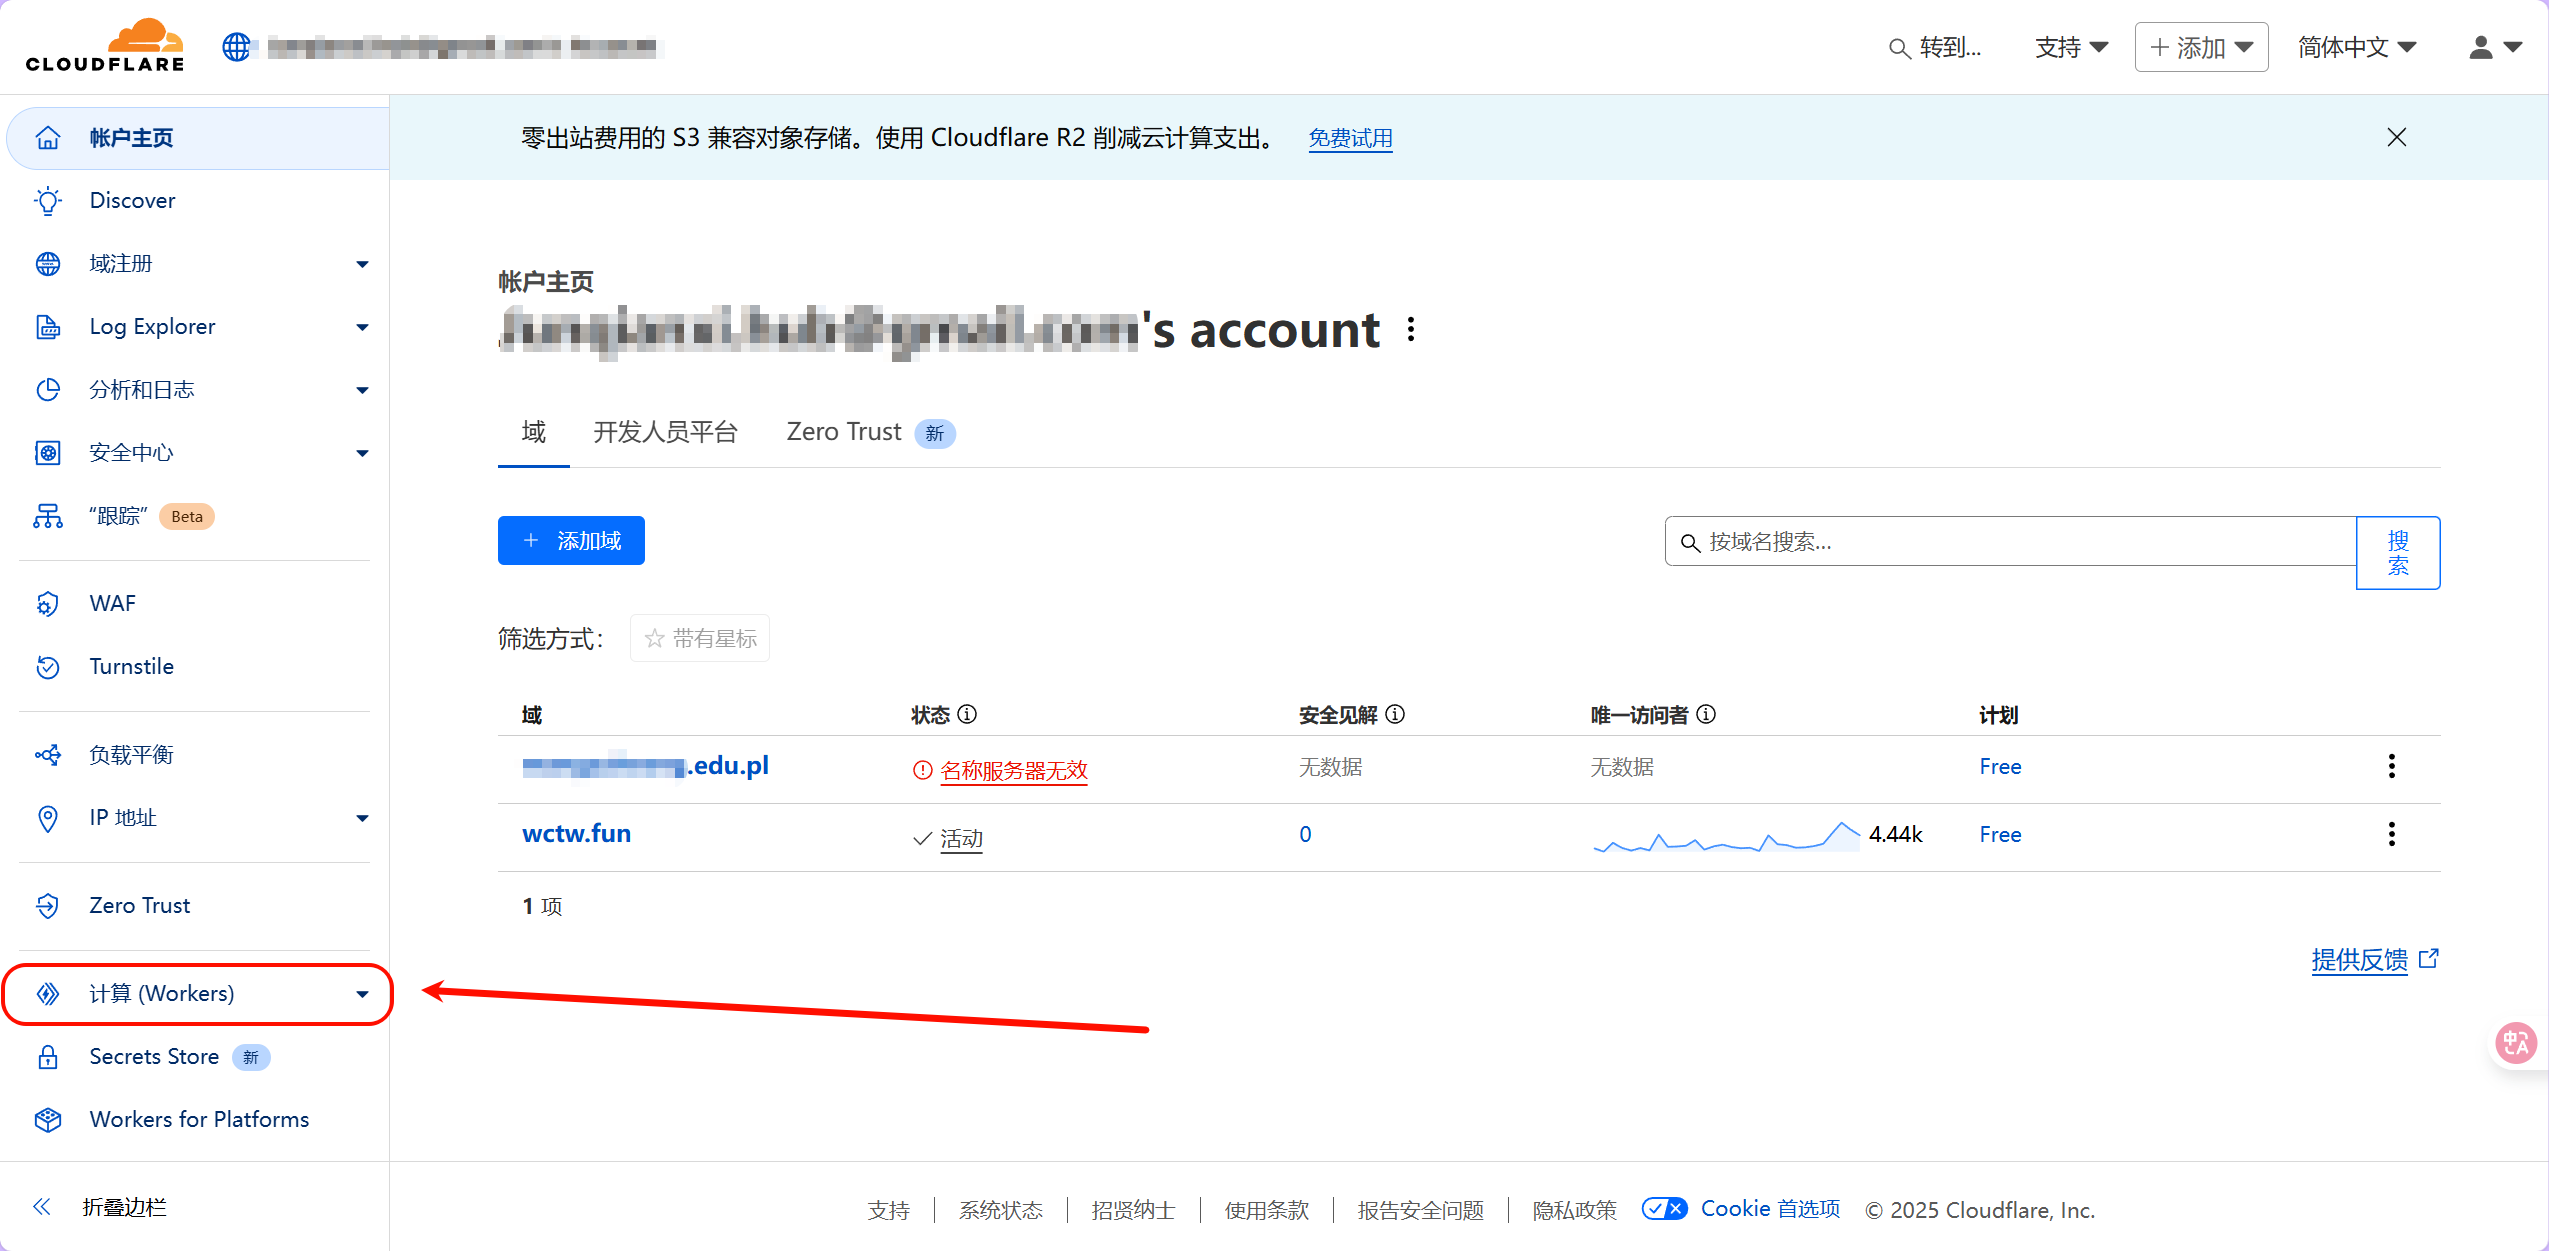 CLOUDFLARE
转到...
支持
添加
简体中文
帐户主页
Discover
域注册
Log Explorer
分析和日志
安全中心
“跟踪” Beta
WAF
Turnstile
负载平衡
IP 地址
Zero Trust
计算 (Workers)
Secrets Store 新
Workers for Platforms
折叠边栏
零出站费用的 S3 兼容对象存储。使用 Cloudflare R2 削减云计算支出。 免费试用
帐户主页
's account
域 开发人员平台 Zero Trust 新
添加域
按域名搜索...
搜
索
筛选方式： 带有星标
域 状态 安全见解 唯一访问者 计划
.edu.pl 名称服务器无效 无数据 无数据 Free
wctw.fun 活动 0 4.44k Free
1 项
提供反馈
中A
支持 系统状态 招贤纳士 使用条款 报告安全问题 隐私政策 Cookie 首选项 © 2025 Cloudflare, Inc.